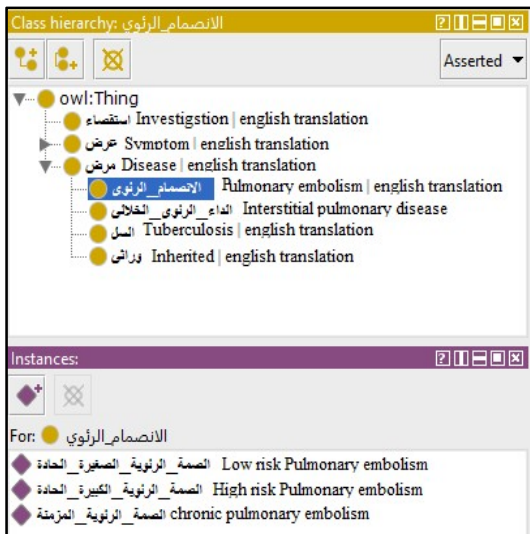 Class hierarchy: الانصمام_الرئوي
Asserted
owl:Thing
استقصاء Investigstion | english translation
عرض Symptom | english translation
مرض Disease | english translation
الانصمام_الرئوي Pulmonary embolism | english translation
الداء_الرئوي_الخلالي Interstitial pulmonary disease
السل Tuberculosis | english translation
وراثي Inherited | english translation
Instances:
For: الانصمام_الرئوي
الصمة_الرئوية_الصغيرة_الحادة Low risk Pulmonary embolism
الصمة_الرئوية_الكبيرة_الحادة High risk Pulmonary embolism
الصمة_الرئوية_المزمنة chronic pulmonary embolism